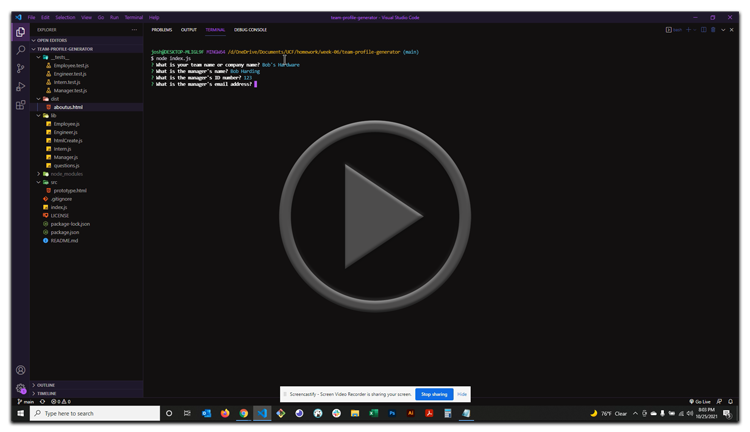 File Edit Selection View Go Run Terminal Help
team-profile-generator - Visual Studio Code
EXPLORER
OPEN EDITORS
TEAM-PROFILE-GENERATOR
__tests__
Employee.test.js
Engineer.test.js
Intern.test.js
Manager.test.js
dist
aboutus.html
lib
Employee.js
Engineer.js
htmlCreate.js
Intern.js
Manager.js
questions.js
node_modules
src
prototype.html
.gitignore
index.js
LICENSE
package-lock.json
package.json
README.md
OUTLINE
TIMELINE
PROBLEMS OUTPUT TERMINAL DEBUG CONSOLE
josh@DESKTOP-ML1GL9P MINGW64 /d/OneDrive/Documents/UCF/homework/week-06/team-profile-generator (main)
$ node index.js
? What is your team name or company name? Bob's Hardware
? What is the manager's name? Bob Harding
? What is the manager's ID number? 123
? What is the manager's email address?
bash
Screencastify - Screen Video Recorder is sharing your screen.
Stop sharing
Hide
main
0 0
Go Live
Type here to search
76°F Clear
8:03 PM
10/25/2021